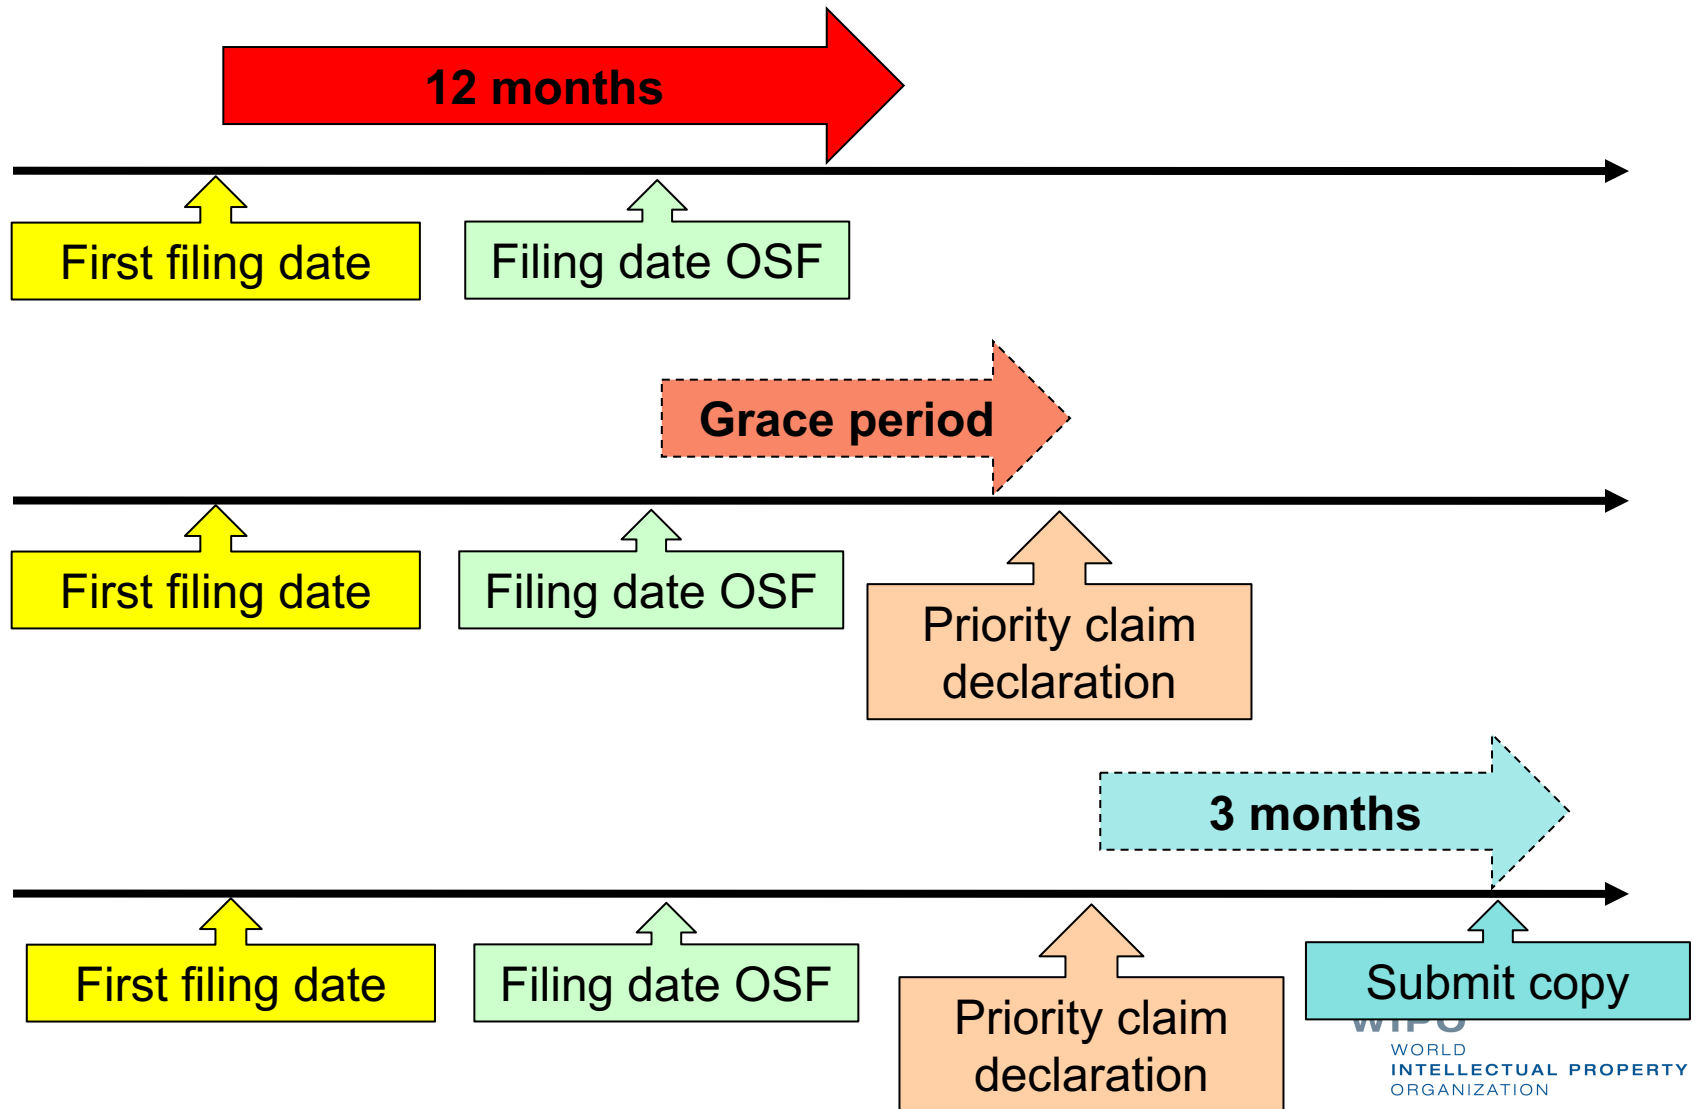 12 months
First filing date
Filing date OSF
Grace period
First filing date
Filing date OSF
Priority claim
declaration
3 months
First filing date
Filing date OSF
Priority claim
declaration
Submit copy
WIPO
WORLD
INTELLECTUAL PROPERTY
ORGANIZATION